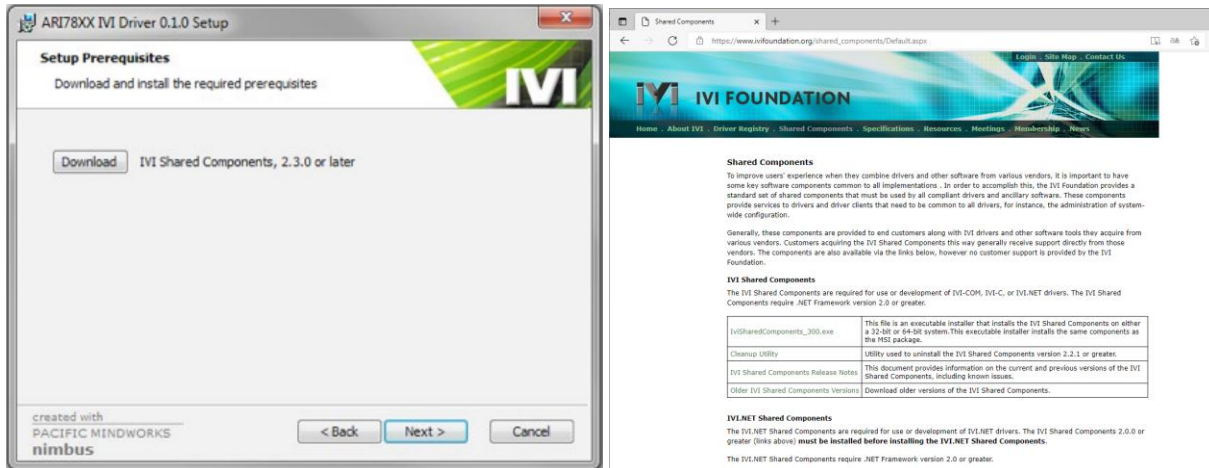 ARI78XX IVI Driver 0.1.0 Setup
Setup Prerequisites
Download and install the required prerequisites
IVI
Download IVI Shared Components, 2.3.0 or later
created with
PACIFIC MINDWORKS
nimbus
< Back Next > Cancel
Shared Components
https://www.ivifoundation.org/shared_components/Default.aspx
Login . Site Map . Contact Us
IVI IVI FOUNDATION
Home . About IVI . Driver Registry . Shared Components . Specifications . Resources . Meetings . Membership . News
Shared Components
To improve users' experience when they combine drivers and other software from various vendors, it is important to have
some key software components common to all implementations . In order to accomplish this, the IVI Foundation provides a
standard set of shared components that must be used by all compliant drivers and ancillary software. These components
provide services to drivers and driver clients that need to be common to all drivers, for instance, the administration of system-
wide configuration.
Generally, these components are provided to end customers along with IVI drivers and other software tools they acquire from
various vendors. Customers acquiring the IVI Shared Components this way generally receive support directly from those
vendors. The components are also available via the links below, however no customer support is provided by the IVI
Foundation.
IVI Shared Components
The IVI Shared Components are required for use or development of IVI-COM, IVI-C, or IVI.NET drivers. The IVI Shared
Components require .NET Framework version 2.0 or greater.
IviSharedComponents_300.exe
This file is an executable installer that installs the IVI Shared Components on either
a 32-bit or 64-bit system.This executable installer installs the same components as
the MSI package.
Cleanup Utility
Utility used to uninstall the IVI Shared Components version 2.2.1 or greater.
IVI Shared Components Release Notes
This document provides information on the current and previous versions of the IVI
Shared Components, including known issues.
Older IVI Shared Components Versions
Download older versions of the IVI Shared Components.
IVI.NET Shared Components
The IVI.NET Shared Components are required for use or development of IVI.NET drivers. The IVI Shared Components 2.0.0 or
greater (links above) must be installed before installing the IVI.NET Shared Components.
The IVI.NET Shared Components require .NET Framework version 2.0 or greater.